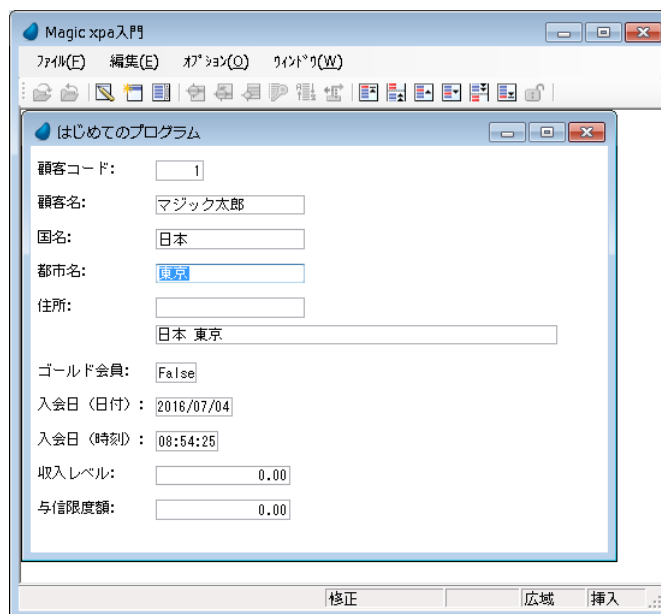 Magic xpa入門
ファイル(F) 編集(E) オプション(O) ウィンドウ(W)
はじめてのプログラム
顧客コード: 1
顧客名: マジック太郎
国名: 日本
都市名: 東京
住所:
日本 東京
ゴールド会員: False
入会日（日付）: 2016/07/04
入会日（時刻）: 08:54:25
収入レベル: 0.00
与信限度額: 0.00
修正 広域 挿入